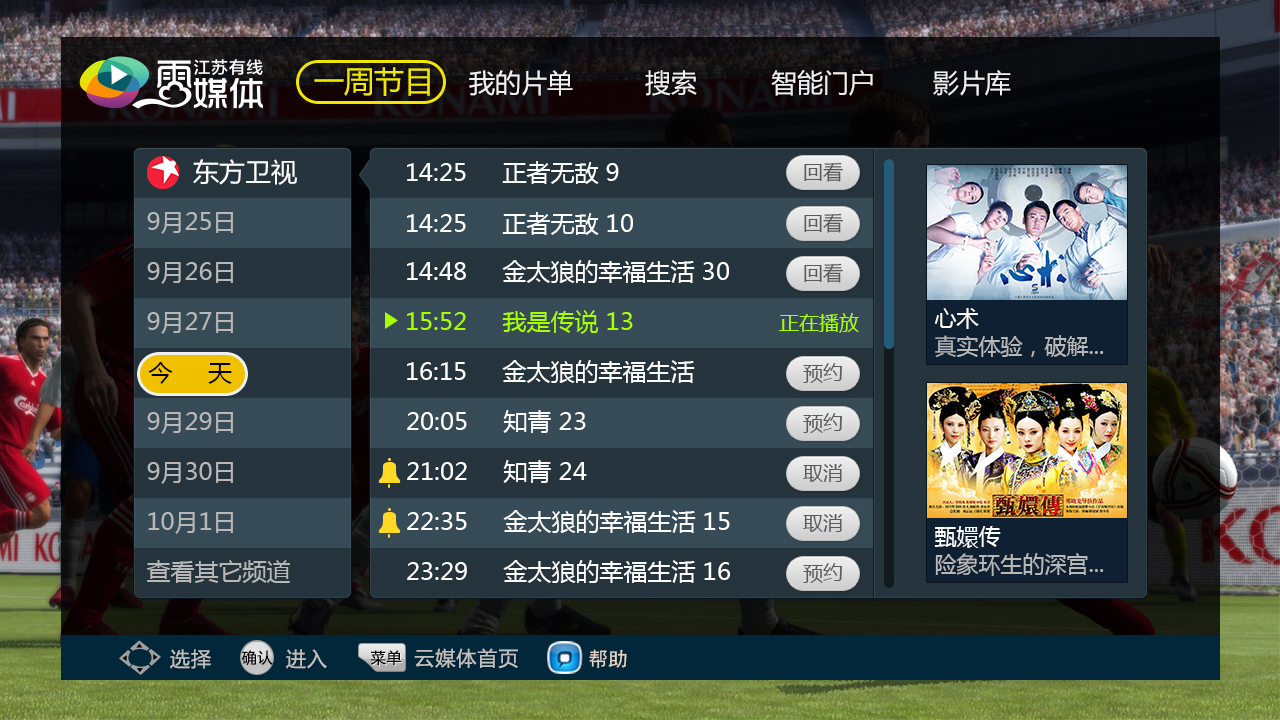 江苏有线
云媒体
一周节目 我的片单 搜索 智能门户 影片库
KONAMI KONAMI KONAMI
东方卫视
9月25日
9月26日
9月27日
今 天
9月29日
9月30日
10月1日
查看其它频道
14:25 正者无敌 9 回看
14:25 正者无敌 10 回看
14:48 金太狼的幸福生活 30 回看
15:52 我是传说 13 正在播放
16:15 金太狼的幸福生活 预约
20:05 知青 23 预约
21:02 知青 24 取消
22:35 金太狼的幸福生活 15 取消
23:29 金太狼的幸福生活 16 预约
心术
心术
真实体验，破解...
甄嬛傳
甄嬛传
险象环生的深宫...
Carlsberg
选择 确认 进入 菜单 云媒体首页 帮助